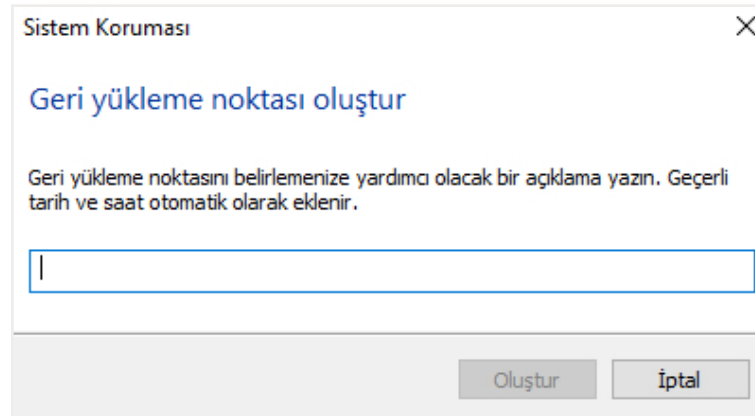 Sistem Koruması
Geri yükleme noktası oluştur
Geri yükleme noktasını belirlemenize yardımcı olacak bir açıklama yazın. Geçerli
tarih ve saat otomatik olarak eklenir.
Oluştur İptal